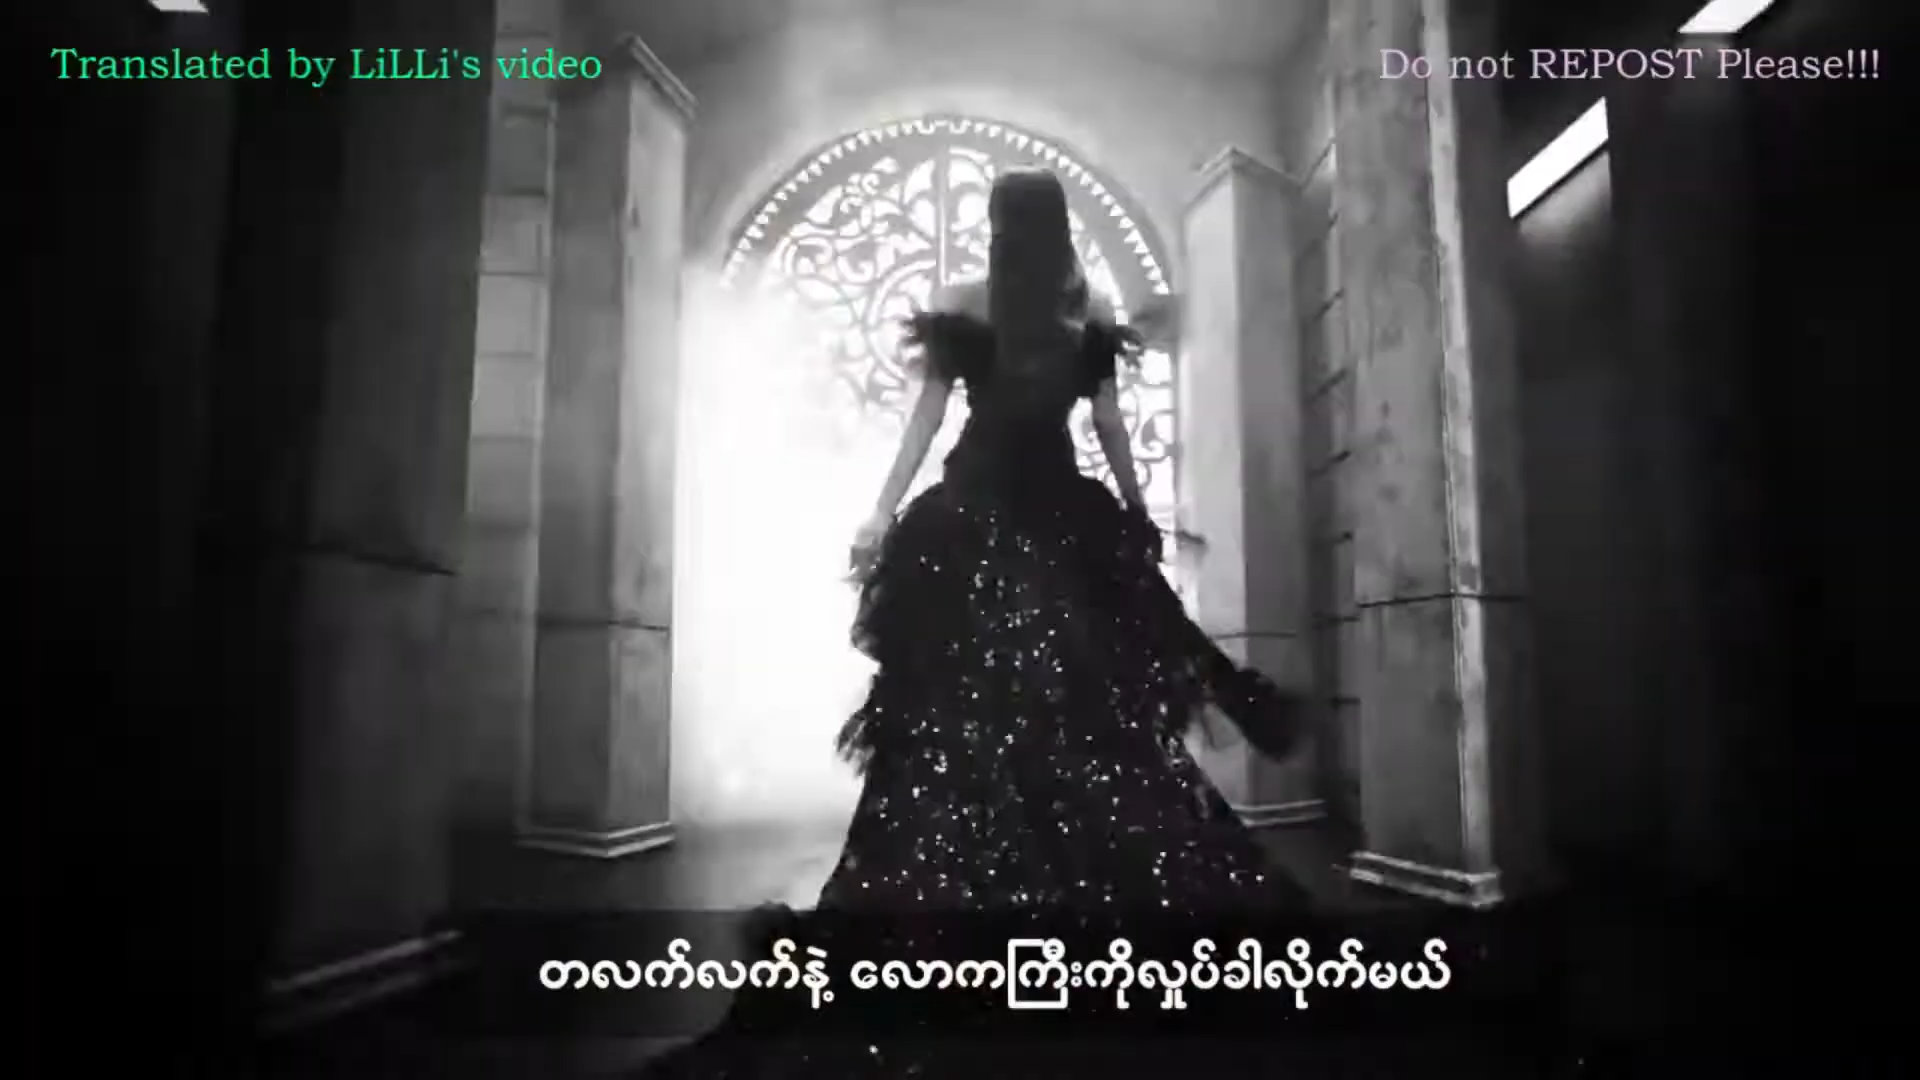 Translated by LiLLi's video
Do not REPOST Please!!!
တလက်လက်နဲ့ လောကကြီးကိုလှုပ်ခါလိုက်မယ်